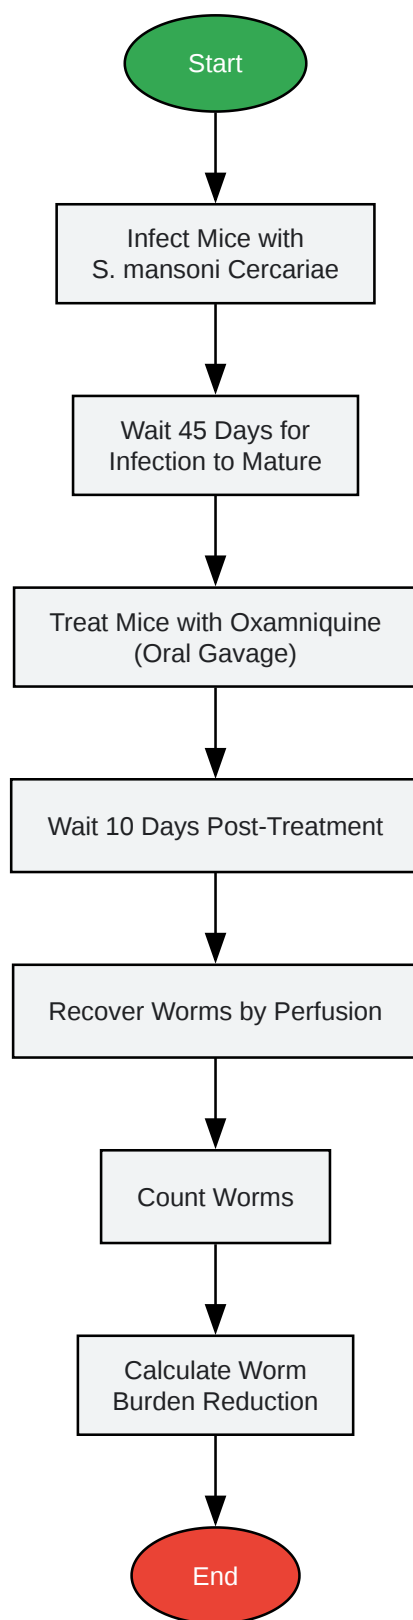 Start
Infect Mice with
S. mansoni Cercariae
Wait 45 Days for
Infection to Mature
Treat Mice with Oxamniquine
(Oral Gavage)
Wait 10 Days Post-Treatment
Recover Worms by Perfusion
Count Worms
Calculate Worm
Burden Reduction
End